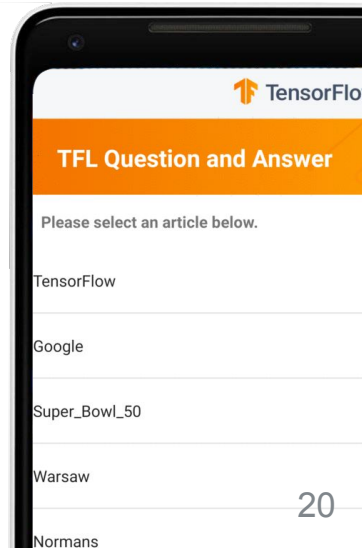 TensorFlo
TFL Question and Answer
Please select an article below.
TensorFlow
Google
Super_Bowl_50
Warsaw
20
Normans